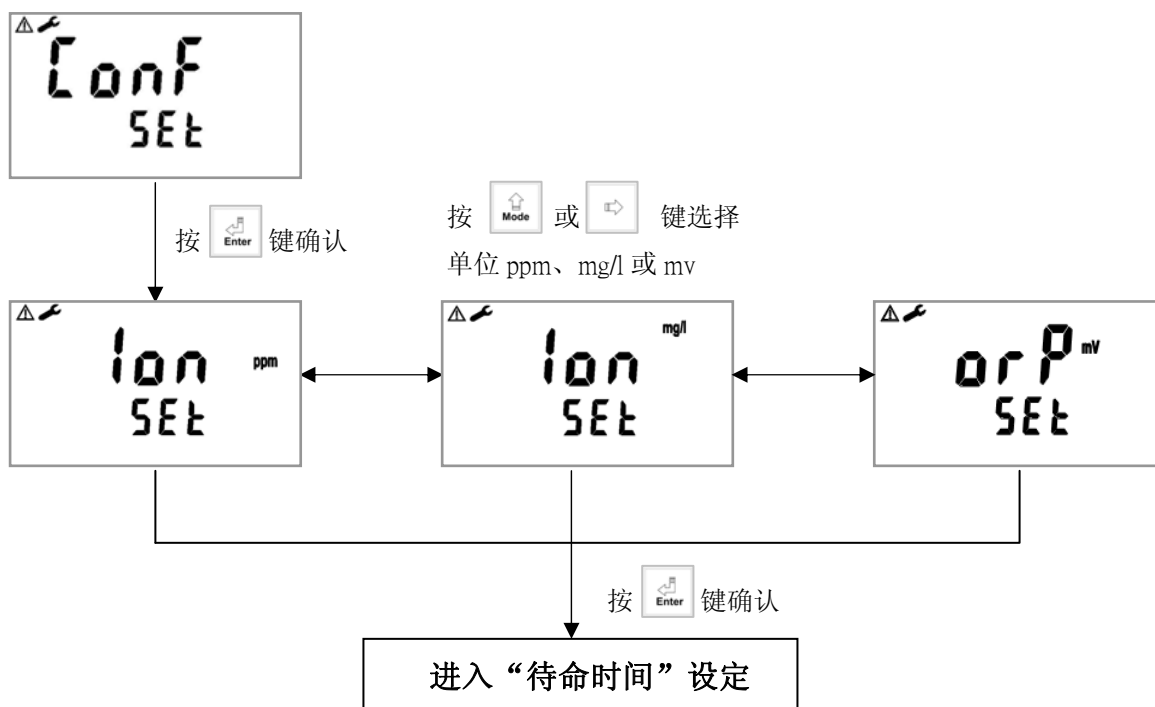 ConF
SEt
按 Enter 键确认
按 Mode 或 键选择
单位 ppm、mg/l 或 mv
Ion ppm
SEt
Ion mg/l
SEt
orP mV
SEt
按 Enter 键确认
进入“待命时间”设定